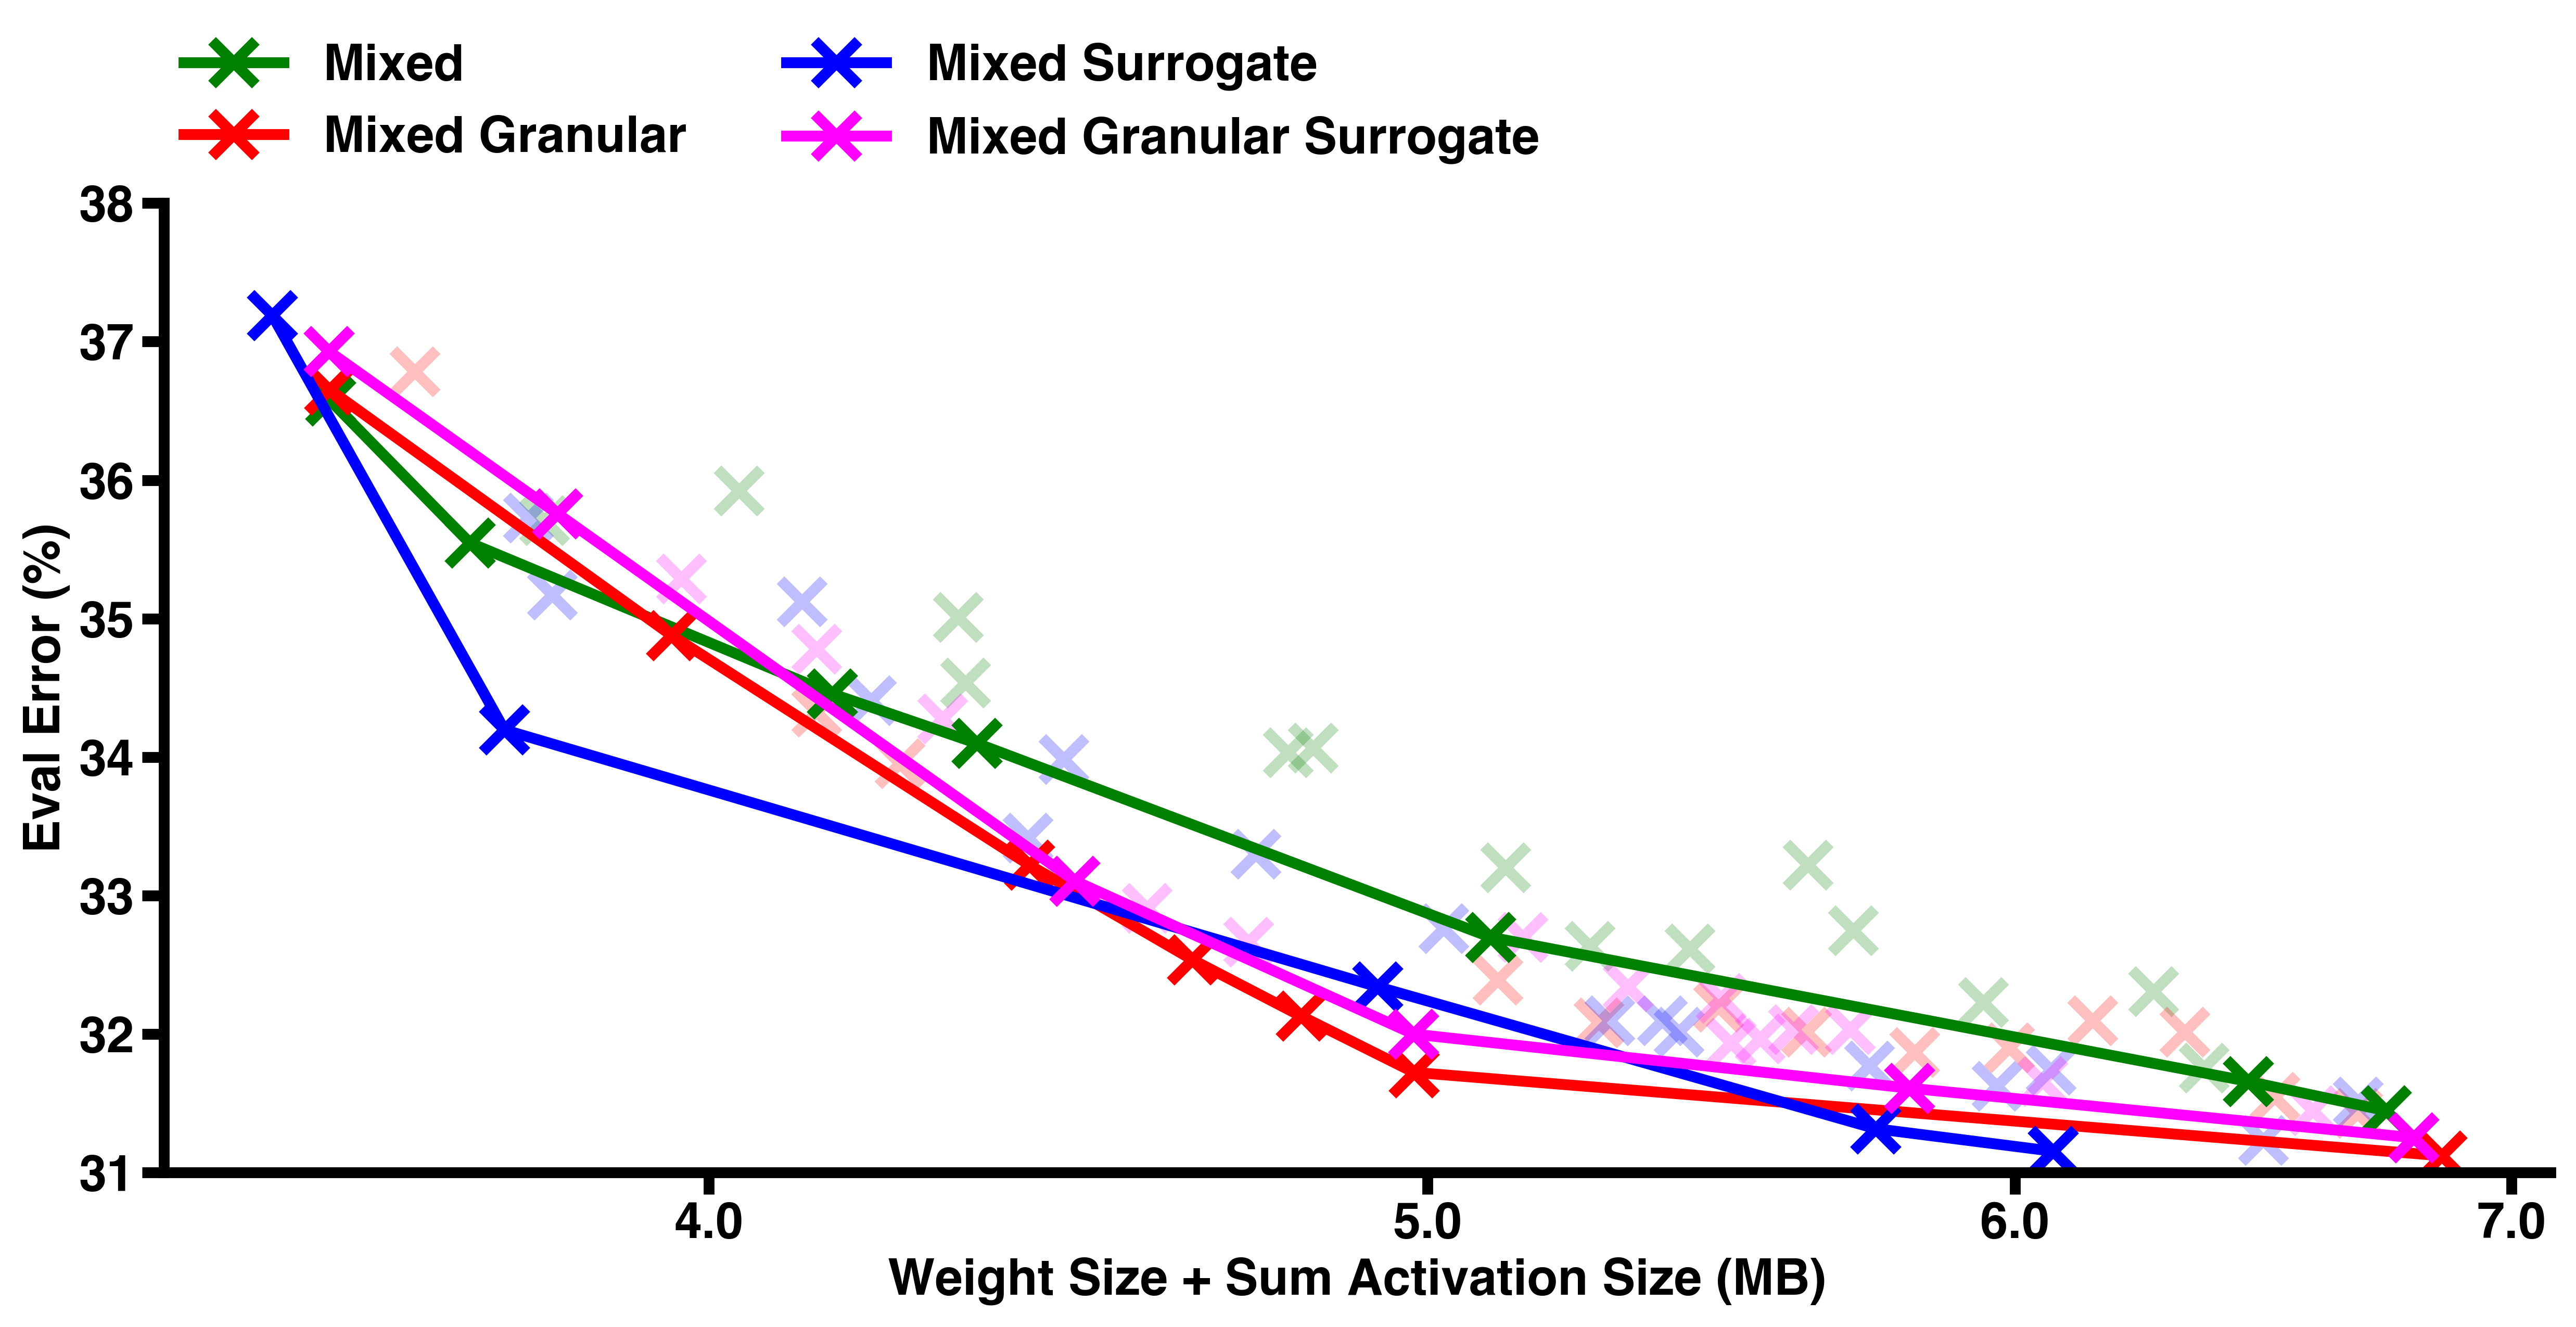 Mixed
Mixed Granular
Mixed Surrogate
Mixed Granular Surrogate
38
37
36
35
34
33
32
31
Eval Error (%)
4.0 5.0 6.0 7.0
Weight Size + Sum Activation Size (MB)